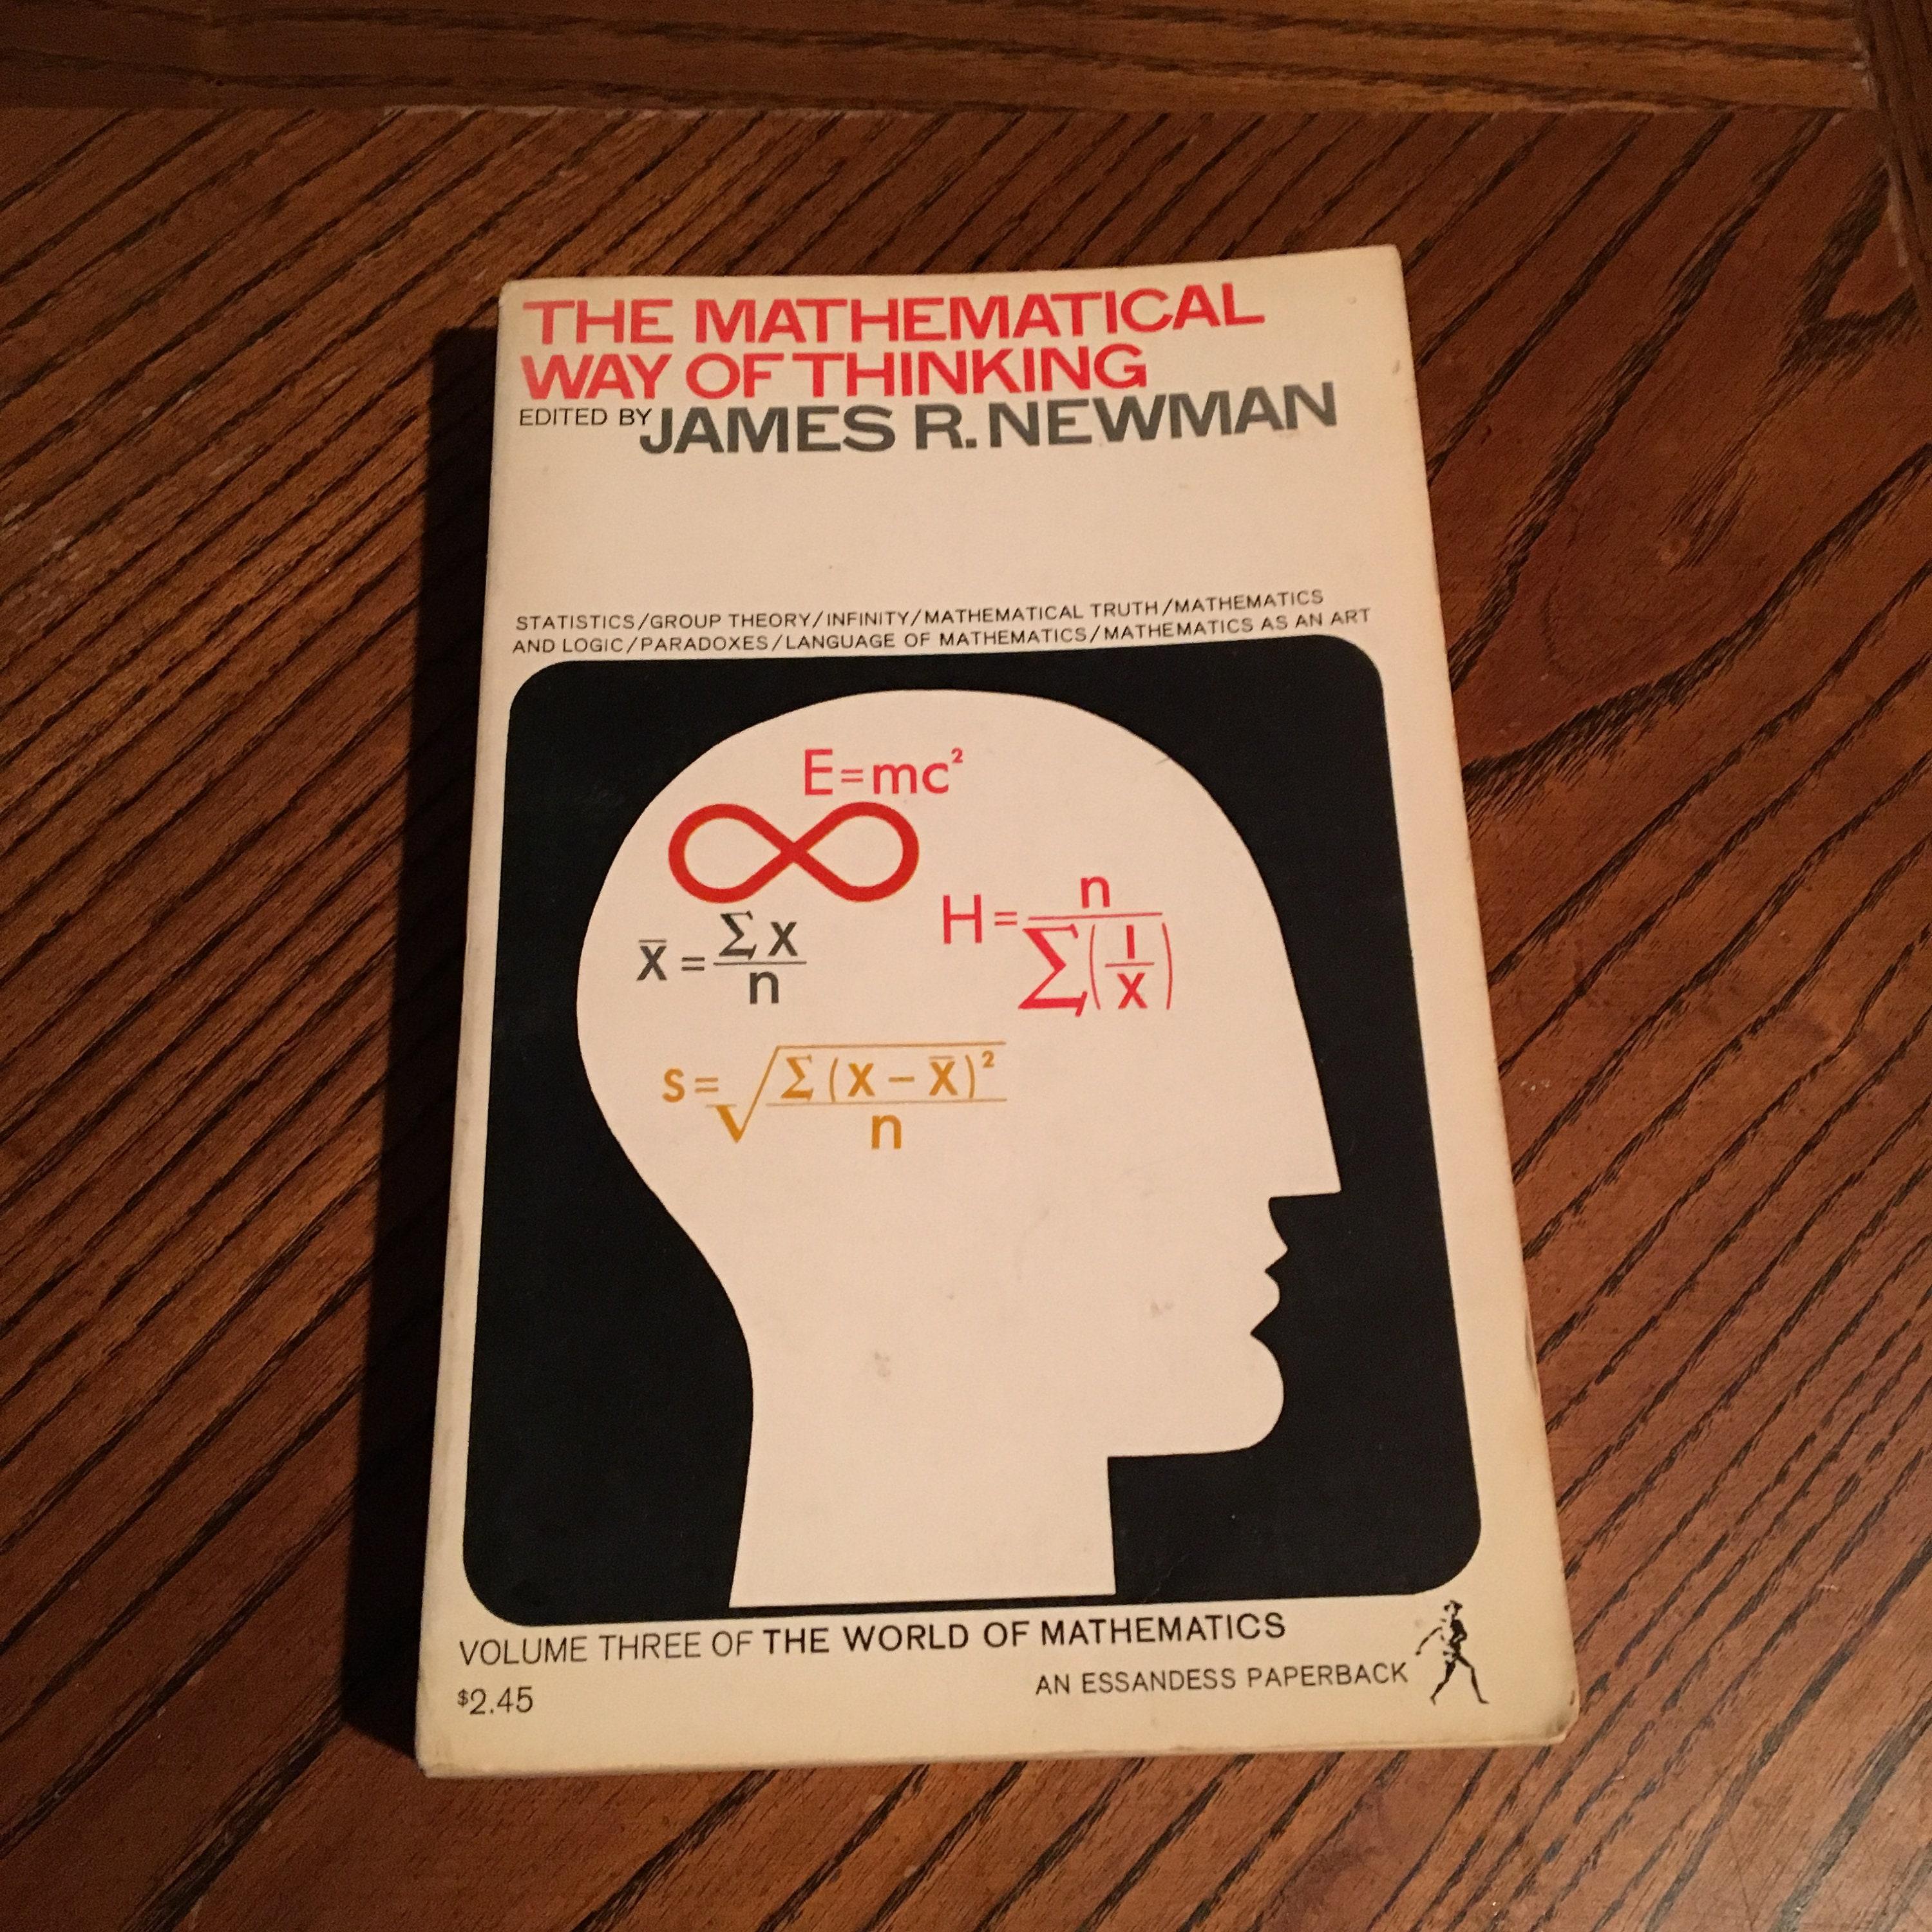 THE MATHEMATICAL
WAY OF THINKING
EDITED BY JAMES R. NEWMAN
STATISTICS/GROUP THEORY/INFINITY/MATHEMATICAL TRUTH/MATHEMATICS
AND LOGIC/PARADOXES/LANGUAGE OF MATHEMATICS/MATHEMATICS AS AN ART
E=mc²
∞
H=n/Σ(1/x)
x̄=Σx/n
s=√Σ(x−x̄)²/n
VOLUME THREE OF THE WORLD OF MATHEMATICS
AN ESSANDESS PAPERBACK
$2.45